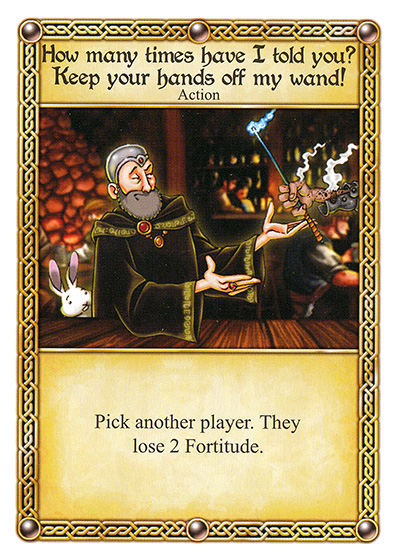 How many times have I told you?
Keep your hands off my wand!
Action
Pick another player. They
lose 2 Fortitude.